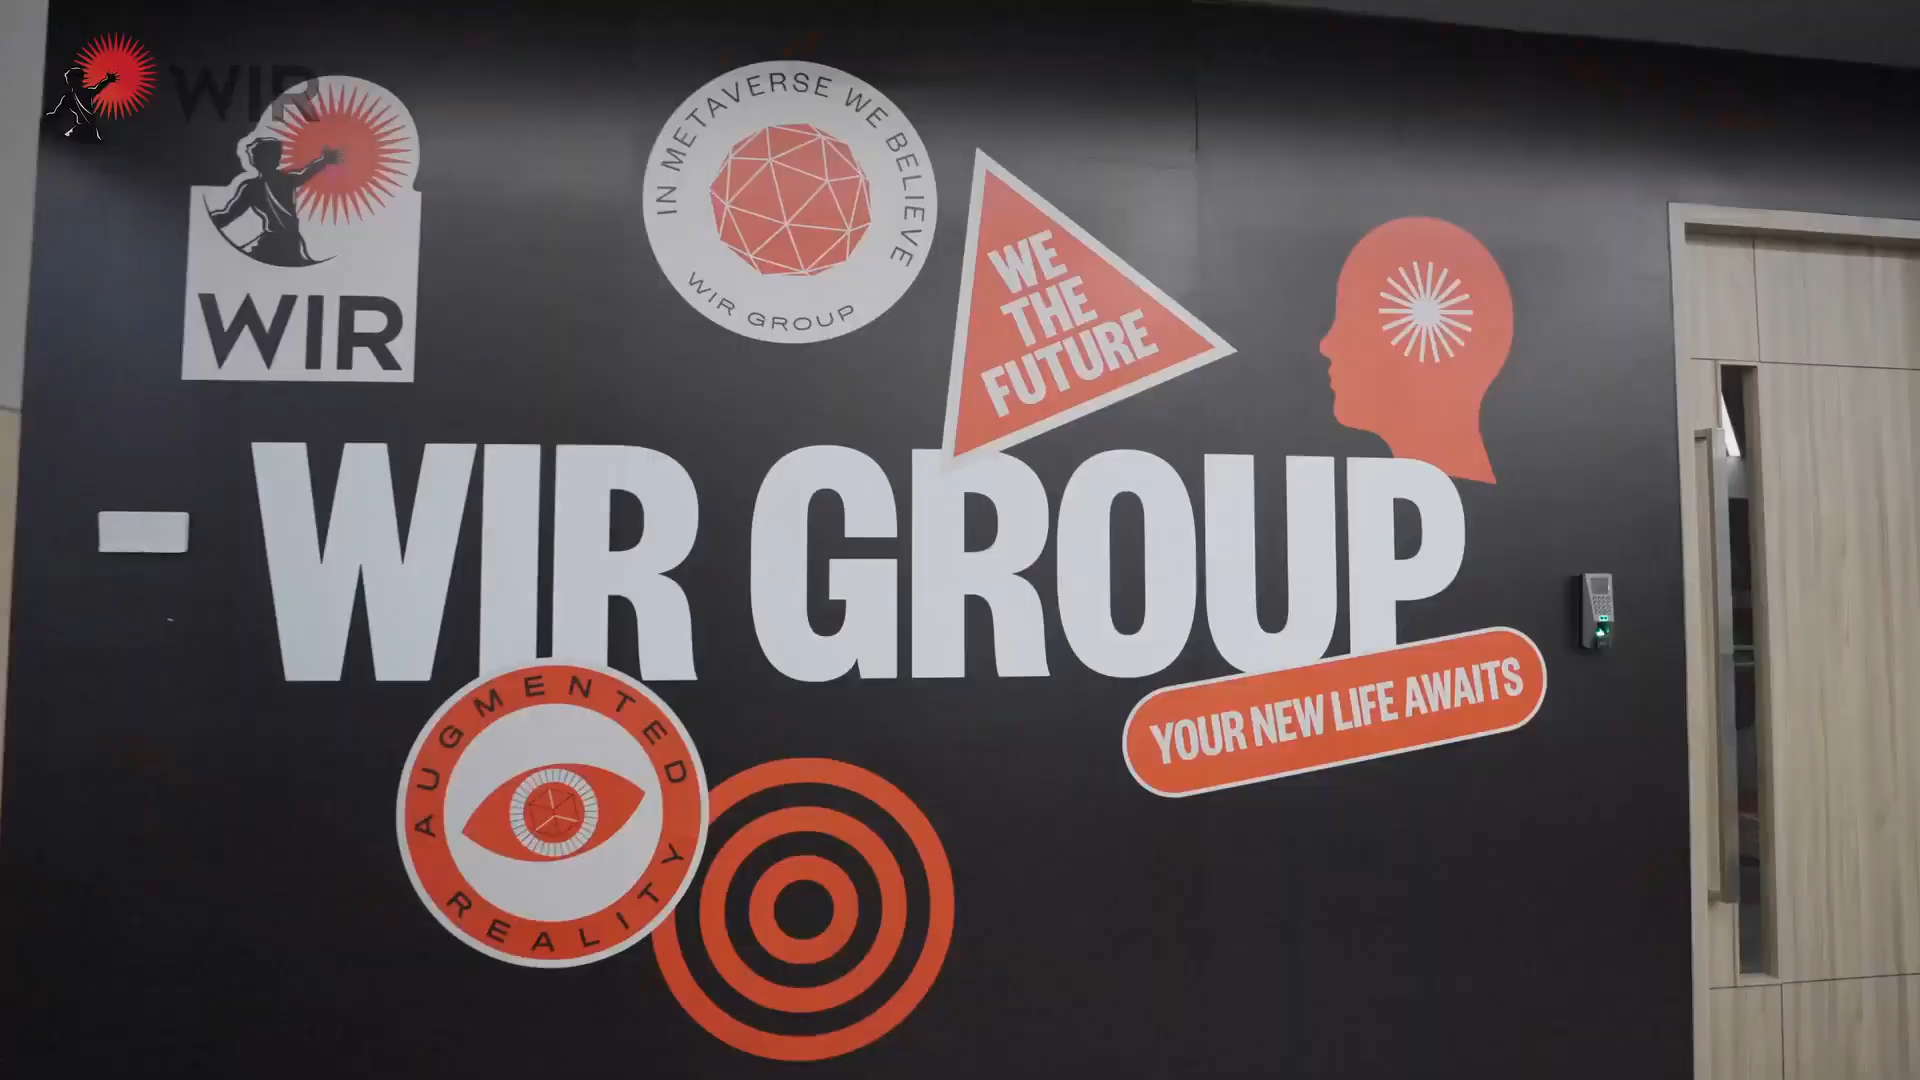 WIR
WIR
IN METAVERSE WE BELIEVE
WIR GROUP
WE
THE
FUTURE
WIR GROUP
YOUR NEW LIFE AWAITS
AUGMENTED
REALITY